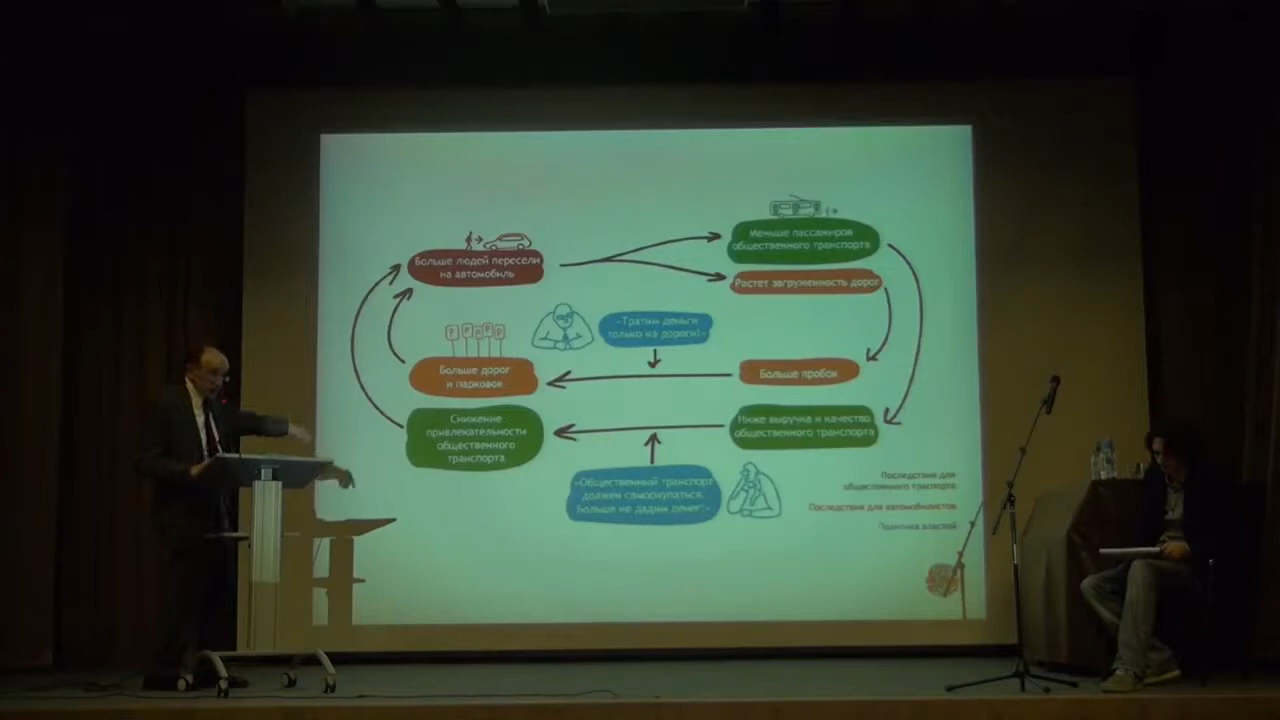 Меньше пассажиров
общественного транспорта
Больше людей пересели
на автомобиль
Растет загруженность дорог
«Тратим деньги
только на дороги!»
P P P P P
Больше дорог
и парковок
Больше пробок
Снижение
привлекательности
общественного
транспорта
Ниже выручка и качество
общественного транспорта
«Общественный транспорт
должен самоокупаться.
Больше не дадим денег!»
Последствия для
общественного траспорта
Последствия для автомобилистов
Политика властей